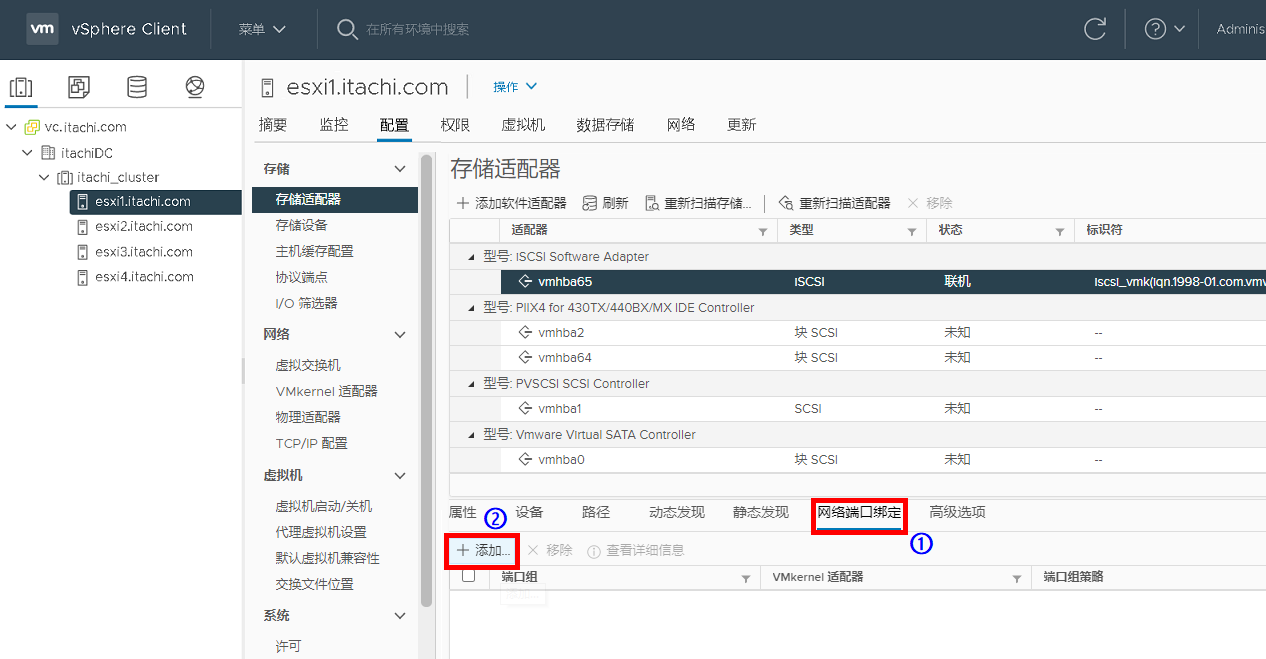 vm vSphere Client 菜单 在所有环境中搜索 Adminis
vc.itachi.com
itachiDC
itachi_cluster
esxi1.itachi.com
esxi2.itachi.com
esxi3.itachi.com
esxi4.itachi.com
esxi1.itachi.com 操作
摘要 监控 配置 权限 虚拟机 数据存储 网络 更新
存储
存储适配器
存储设备
主机缓存配置
协议端点
I/O 筛选器
网络
虚拟交换机
VMkernel 适配器
物理适配器
TCP/IP 配置
虚拟机
虚拟机启动/关机
代理虚拟机设置
默认虚拟机兼容性
交换文件位置
系统
许可
存储适配器
添加软件适配器 刷新 重新扫描存储... 重新扫描适配器 移除
适配器 类型 状态 标识符
型号: iSCSI Software Adapter
vmhba65 iSCSI 联机 iscsi_vmk(iqn.1998-01.com.vmw
型号: PIIX4 for 430TX/440BX/MX IDE Controller
vmhba2 块 SCSI 未知 --
vmhba64 块 SCSI 未知 --
型号: PVSCSI SCSI Controller
vmhba1 SCSI 未知 --
型号: Vmware Virtual SATA Controller
vmhba0 块 SCSI 未知 --
属性 ② 设备 路径 动态发现 静态发现 网络端口绑定 高级选项
①
添加... 移除 查看详细信息
端口组 VMkernel 适配器 端口组策略
添加...